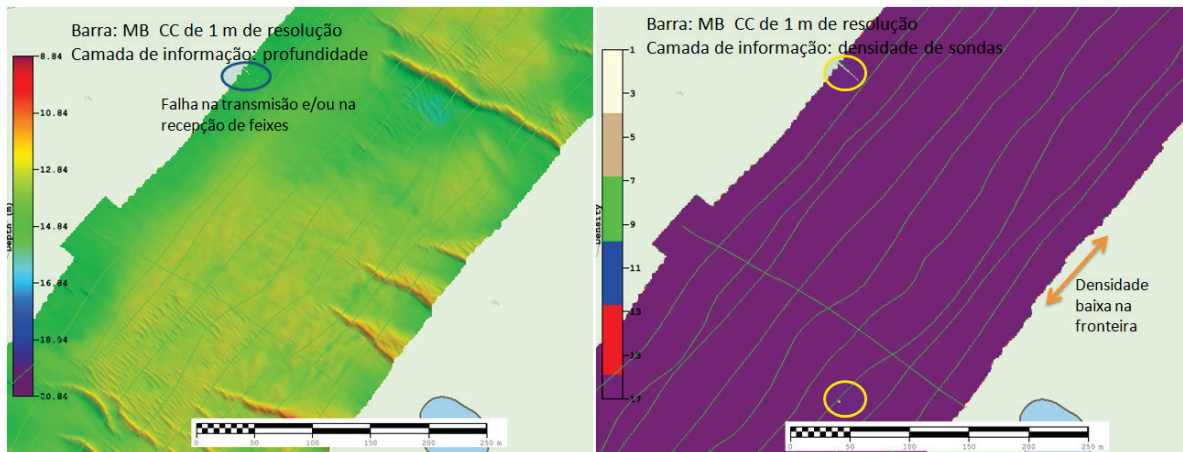 Barra: MB CC de 1 m de resolução
Camada de informação: profundidade
Falha na transmissão e/ou na
recepção de feixes
8.84
10.84
12.84
14.84
16.84
18.84
20.84
Depth (m)
0
50
100
150
200
250 m
Barra: MB CC de 1 m de resolução
Camada de informação: densidade de sondas
1
3
5
7
9
11
13
15
17
Density
Densidade
baixa na
fronteira
0
50
100
150
200
250 m